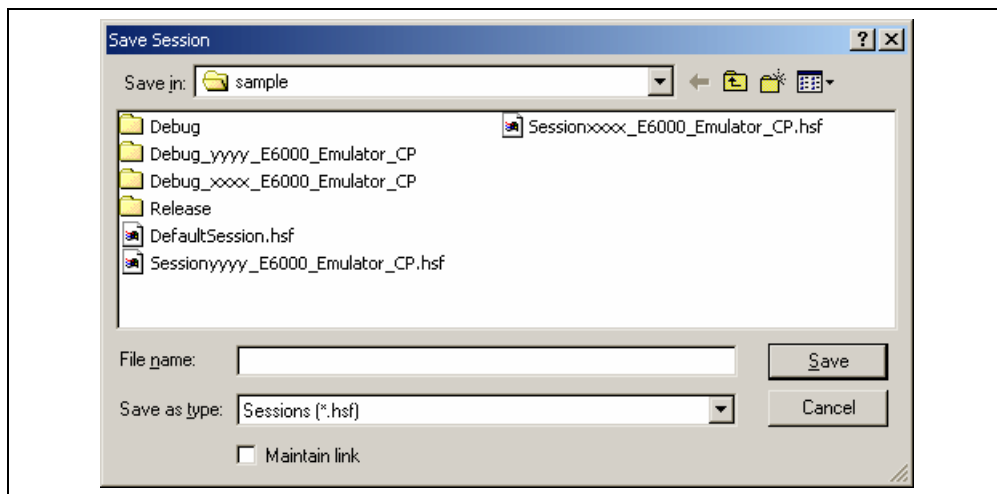 Save Session
Save in: sample
Debug
Debug_yyyy_E6000_Emulator_CP
Debug_xxxx_E6000_Emulator_CP
Release
DefaultSession.hsf
Sessionyyyy_E6000_Emulator_CP.hsf
Sessionxxxx_E6000_Emulator_CP.hsf
File name:
Save
Save as type: Sessions (*.hsf)
Cancel
Maintain link